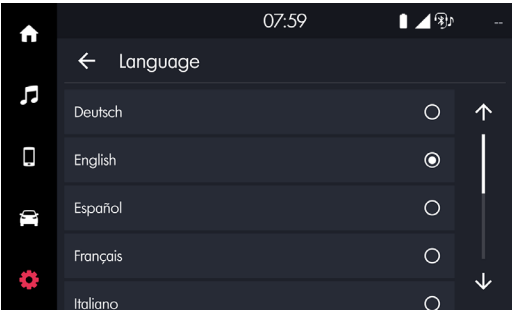 07:59
--
Language
Deutsch
English
Español
Français
Italiano